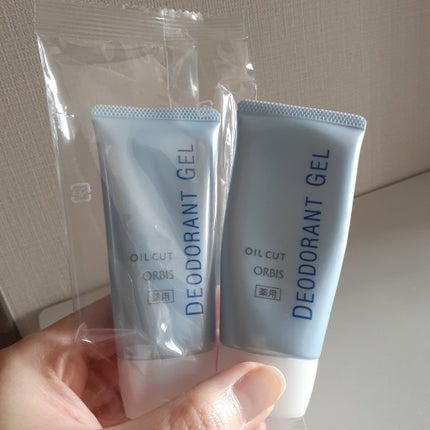 DEODORANT GEL
OIL CUT
ORBIS
薬用
DEODORANT GEL
OIL CUT
ORBIS
薬用